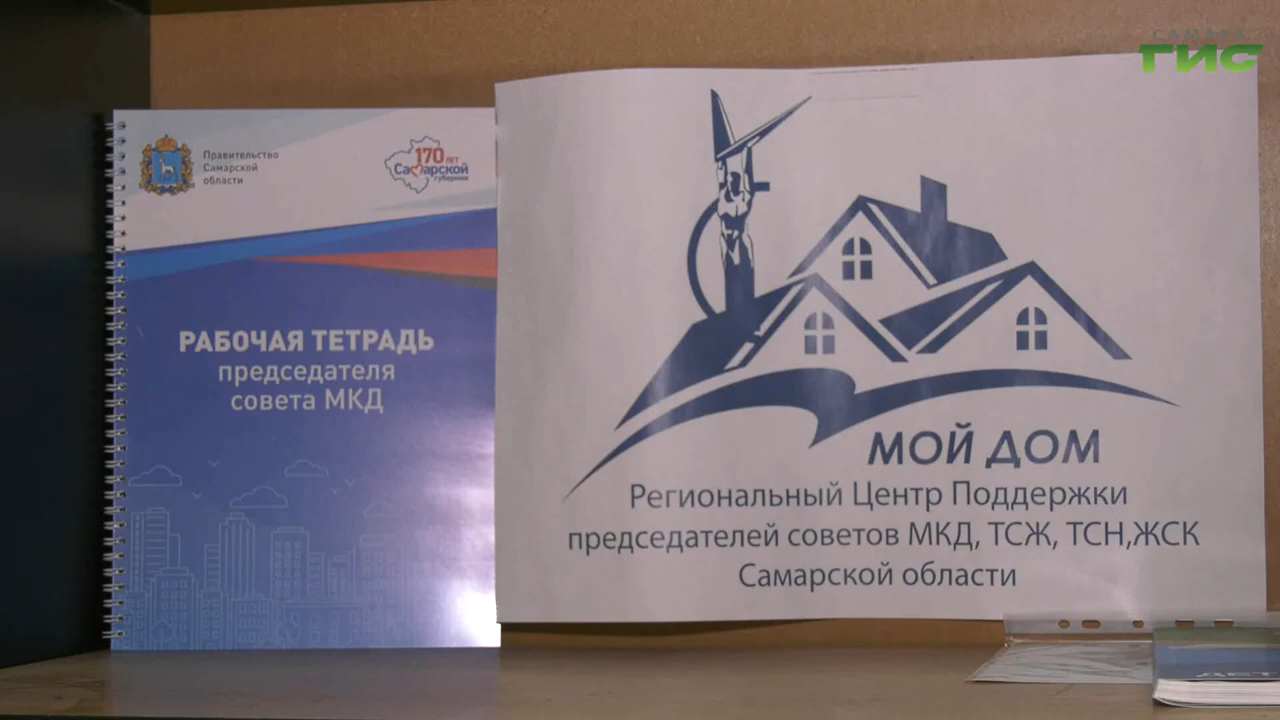 САМАРА
ГИС
Правительство
Самарской
области
170 ЛЕТ
Самарской
губернии
РАБОЧАЯ ТЕТРАДЬ
председателя
совета МКД
МОЙ ДОМ
Региональный Центр Поддержки
председателей советов МКД, ТСЖ, ТСН,ЖСК
Самарской области